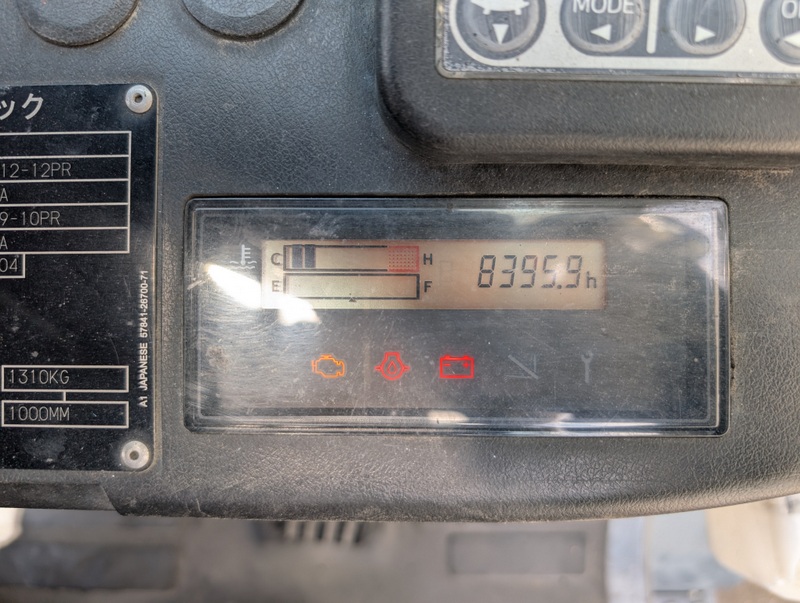 MODE
ック
12-12PR
A
9-10PR
A
04
1310KG
1000MM
A1 JAPANESE 57841-26700-71
C H
8395.9h
E F